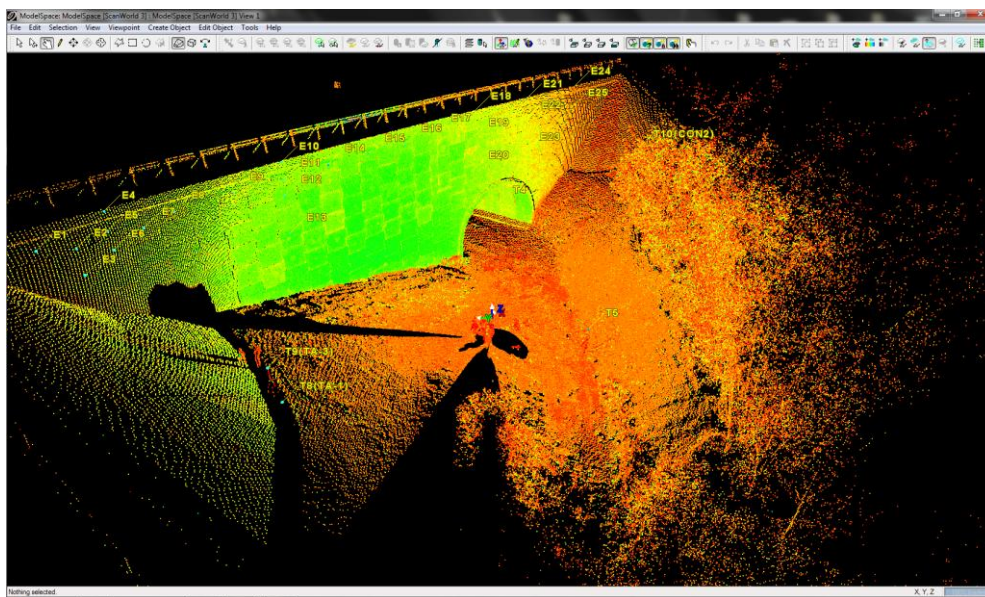 ModelSpace: ModelSpace [ScanWorld 3] : ModelSpace [ScanWorld 3] View 1
File Edit Selection View Viewpoint Create Object Edit Object Tools Help
E24
E21
E25
E18
E17
E19
E16
E15
T10(CON2)
E10
E14
E11
E20
E12
T4
E4
E13
E1
E2
E6
E3
T5
T9(TA-3)
T8(TA-1)
Nothing selected.
X, Y, Z